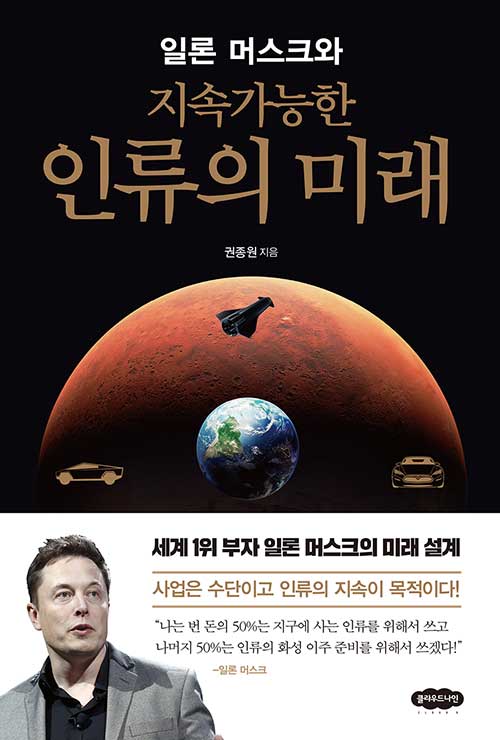 일론 머스크와
지속가능한
인류의 미래
권종원 지음
세계 1위 부자 일론 머스크의 미래 설계
사업은 수단이고 인류의 지속이 목적이다!
“나는 번 돈의 50%는 지구에 사는 인류를 위해서 쓰고
나머지 50%는 인류의 화성 이주 준비를 위해서 쓰겠다!”
–일론 머스크
클라우드나인